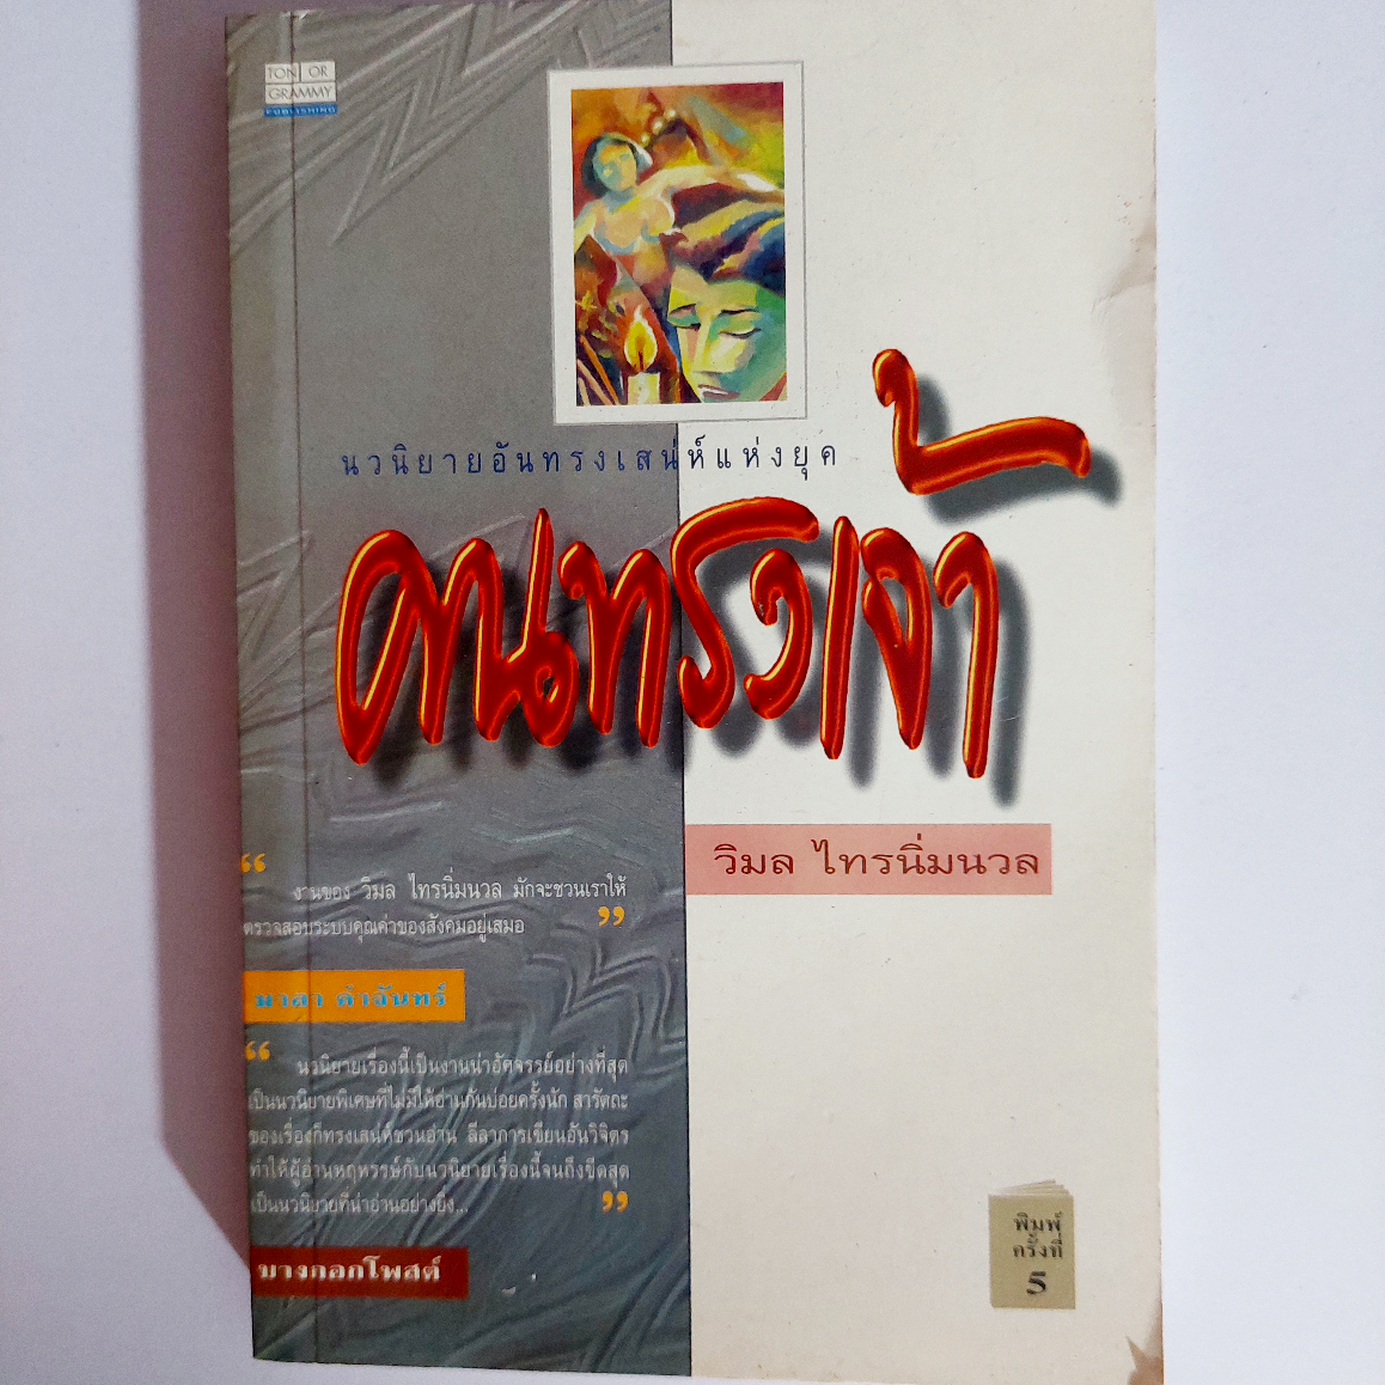 TON OR
GRAMMY
PUBLISHING
นวนิยายอันทรงเสน่ห์แห่งยุค
คนทรงเจ้า
วิมล ไทรนิ่มนวล
“ งานของ วิมล ไทรนิ่มนวล มักจะชวนเราให้
ตรวจสอบระบบคุณค่าของสังคมอยู่เสมอ ”
มาลา คำจันทร์
“ นวนิยายเรื่องนี้เป็นงานน่าอัศจรรย์อย่างที่สุด
เป็นนวนิยายพิเศษที่ไม่มีให้อ่านกันบ่อยครั้งนัก สารัตถะ
ของเรื่องก็ทรงเสน่ห์ชวนอ่าน ลีลาการเขียนอันวิจิตร
ทำให้ผู้อ่านหฤหรรษ์กับนวนิยายเรื่องนี้จนถึงขีดสุด
เป็นนวนิยายที่น่าอ่านอย่างยิ่ง... ”
บางกอกโพสต์
พิมพ์
ครั้งที่
5